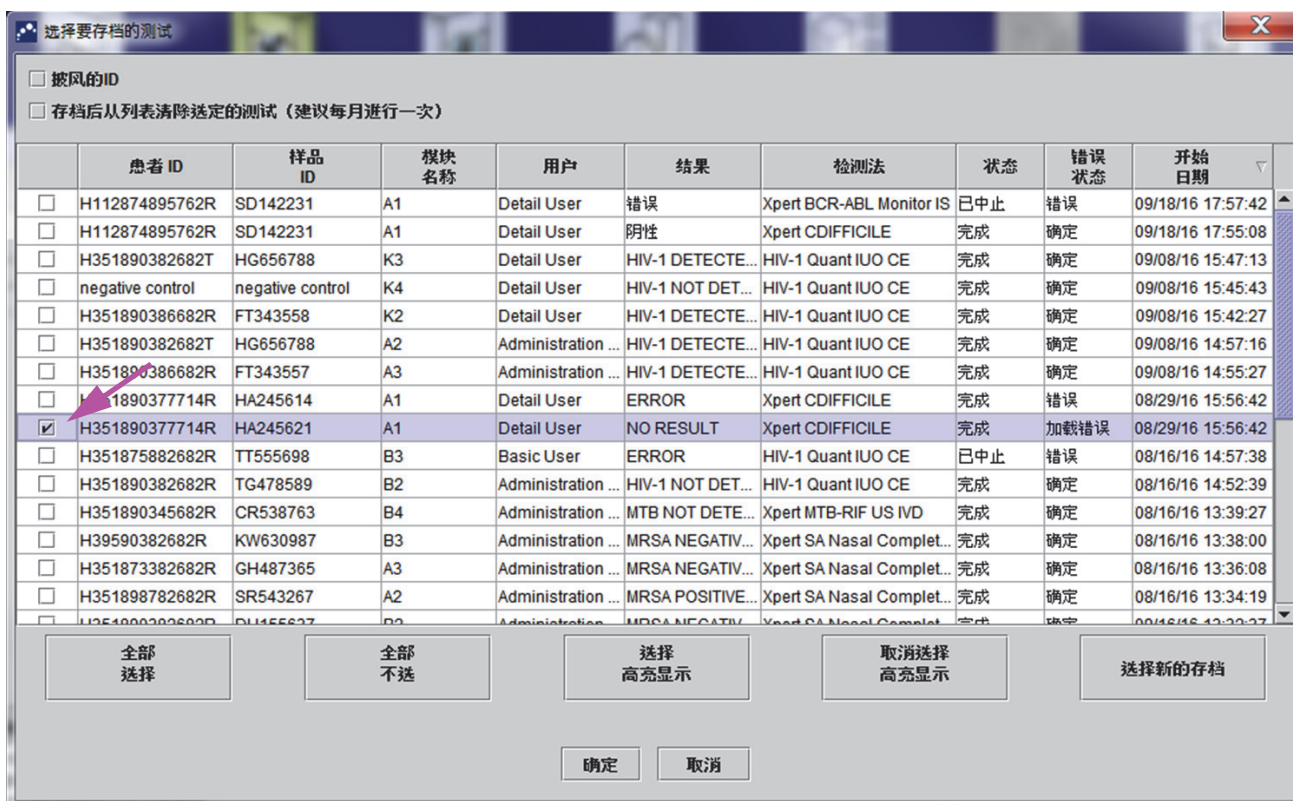 选择要存档的测试
披风的ID
存档后从列表清除选定的测试（建议每月进行一次）
患者 ID 样品 ID 模块 名称 用户 结果 检测法 状态 错误 状态 开始 日期
H112874895762R SD142231 A1 Detail User 错误 Xpert BCR-ABL Monitor IS 已中止 错误 09/18/16 17:57:42
H112874895762R SD142231 A1 Detail User 阴性 Xpert CDIFFICILE 完成 确定 09/18/16 17:55:08
H351890382682T HG656788 K3 Detail User HIV-1 DETECTE... HIV-1 Quant IUO CE 完成 确定 09/08/16 15:47:13
negative control negative control K4 Detail User HIV-1 NOT DET... HIV-1 Quant IUO CE 完成 确定 09/08/16 15:45:43
H351890386682R FT343558 K2 Detail User HIV-1 DETECTE... HIV-1 Quant IUO CE 完成 确定 09/08/16 15:42:27
H351890382682T HG656788 A2 Administration ... HIV-1 DETECTE... HIV-1 Quant IUO CE 完成 确定 09/08/16 14:57:16
H351890386682R FT343557 A3 Administration ... HIV-1 DETECTE... HIV-1 Quant IUO CE 完成 确定 09/08/16 14:55:27
HA245614 A1 Detail User ERROR Xpert CDIFFICILE 完成 错误 08/29/16 15:56:42
H351890377714R HA245621 A1 Detail User NO RESULT Xpert CDIFFICILE 完成 加载错误 08/29/16 15:56:42
H351875882682R TT555698 B3 Basic User ERROR HIV-1 Quant IUO CE 已中止 错误 08/16/16 14:57:38
H351890382682R TG478589 B2 Administration ... HIV-1 NOT DET... HIV-1 Quant IUO CE 完成 确定 08/16/16 14:52:39
H351890345682R CR538763 B4 Administration ... MTB NOT DETE... Xpert MTB-RIF US IVD 完成 确定 08/16/16 13:39:27
H39590382682R KW630987 B3 Administration ... MRSA NEGATIV... Xpert SA Nasal Complet... 完成 确定 08/16/16 13:38:00
H351873382682R GH487365 A3 Administration ... MRSA NEGATIV... Xpert SA Nasal Complet... 完成 确定 08/16/16 13:36:08
H351898782682R SR543267 A2 Administration ... MRSA POSITIVE... Xpert SA Nasal Complet... 完成 确定 08/16/16 13:34:19
全部 选择
全部 不选
选择 高亮显示
取消选择 高亮显示
选择新的存档
确定 取消